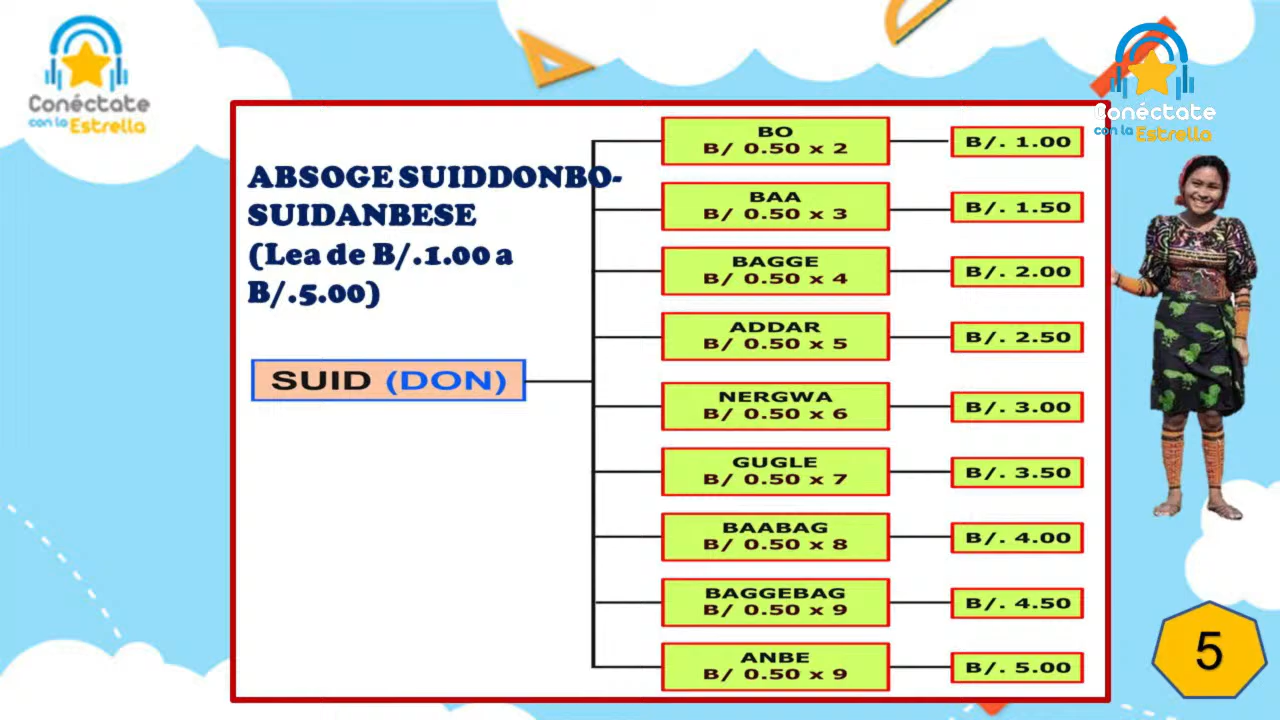 Conéctate
con la Estrella
Conéctate
con la Estrella
ABSOGE SUIDDONBO-
SUIDANBESE
(Lea de B/.1.00 a
B/.5.00)
SUID (DON)
BO
B/ 0.50 x 2
B/. 1.00
BAA
B/ 0.50 x 3
B/. 1.50
BAGGE
B/ 0.50 x 4
B/. 2.00
ADDAR
B/ 0.50 x 5
B/. 2.50
NERGWA
B/ 0.50 x 6
B/. 3.00
GUGLE
B/ 0.50 x 7
B/. 3.50
BAABAG
B/ 0.50 x 8
B/. 4.00
BAGGEBAG
B/ 0.50 x 9
B/. 4.50
ANBE
B/ 0.50 x 9
B/. 5.00
5